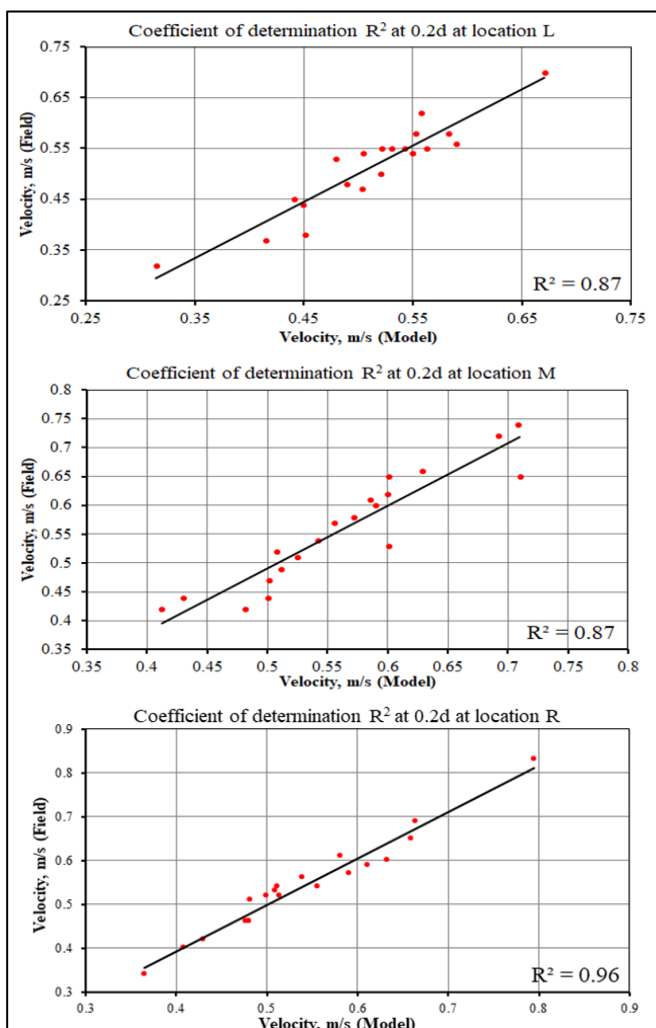 Coefficient of determination R² at 0.2d at location L
0.75
0.65
0.55
0.45
0.35
0.25
Velocity, m/s (Field)
R² = 0.87
0.25 0.35 0.45 0.55 0.65 0.75
Velocity, m/s (Model)
Coefficient of determination R² at 0.2d at location M
0.8
0.75
0.7
0.65
0.6
0.55
0.5
0.45
0.4
0.35
Velocity, m/s (Field)
R² = 0.87
0.35 0.4 0.45 0.5 0.55 0.6 0.65 0.7 0.75 0.8
Velocity, m/s (Model)
Coefficient of determination R² at 0.2d at location R
0.9
0.8
0.7
0.6
0.5
0.4
0.3
Velocity, m/s (Field)
R² = 0.96
0.3 0.4 0.5 0.6 0.7 0.8 0.9
Velocity, m/s (Model)